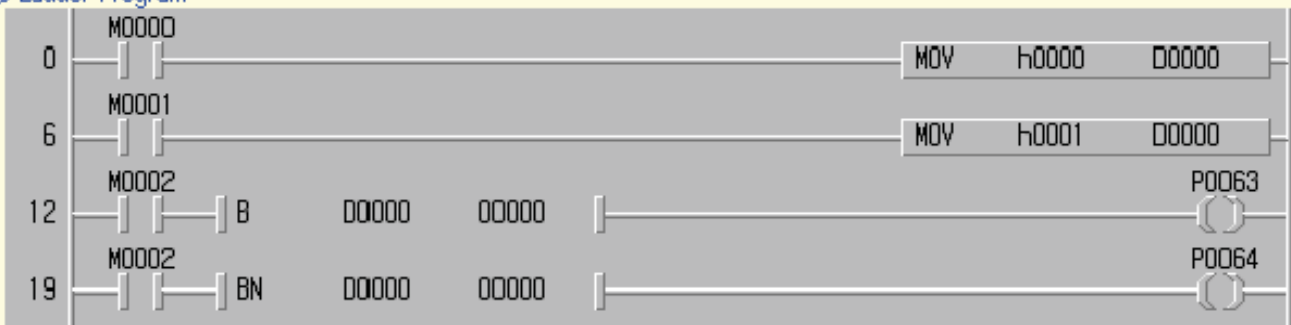 Ladder Program
M0000
0 MOV h0000 D0000
M0001
6 MOV h0001 D0000
M0002 P0063
12 B D0000 00000
M0002 P0064
19 BN D0000 00000